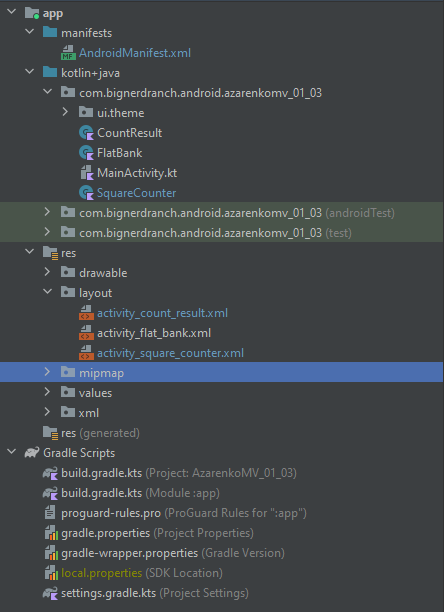 app
manifests
AndroidManifest.xml
kotlin+java
com.bignerdranch.android.azarenkomv_01_03
ui.theme
CountResult
FlatBank
MainActivity.kt
SquareCounter
com.bignerdranch.android.azarenkomv_01_03 (androidTest)
com.bignerdranch.android.azarenkomv_01_03 (test)
res
drawable
layout
activity_count_result.xml
activity_flat_bank.xml
activity_square_counter.xml
mipmap
values
xml
res (generated)
Gradle Scripts
build.gradle.kts (Project: AzarenkoMV_01_03)
build.gradle.kts (Module :app)
proguard-rules.pro (ProGuard Rules for ":app")
gradle.properties (Project Properties)
gradle-wrapper.properties (Gradle Version)
local.properties (SDK Location)
settings.gradle.kts (Project Settings)